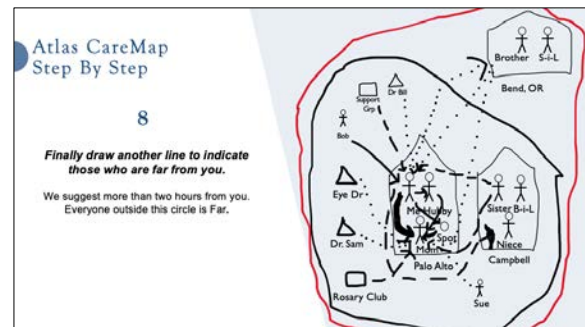 Atlas CareMap
Step By Step
8
Finally draw another line to indicate
those who are far from you.
We suggest more than two hours from you.
Everyone outside this circle is Far.
Brother S-i-L
Bend, OR
Dr Bill
Support
Grp
Bob
Eye Dr
Me Hubby
Sister B-i-L
Dr. Sam
Mom
Spot
Niece
Palo Alto
Campbell
Rosary Club
Sue